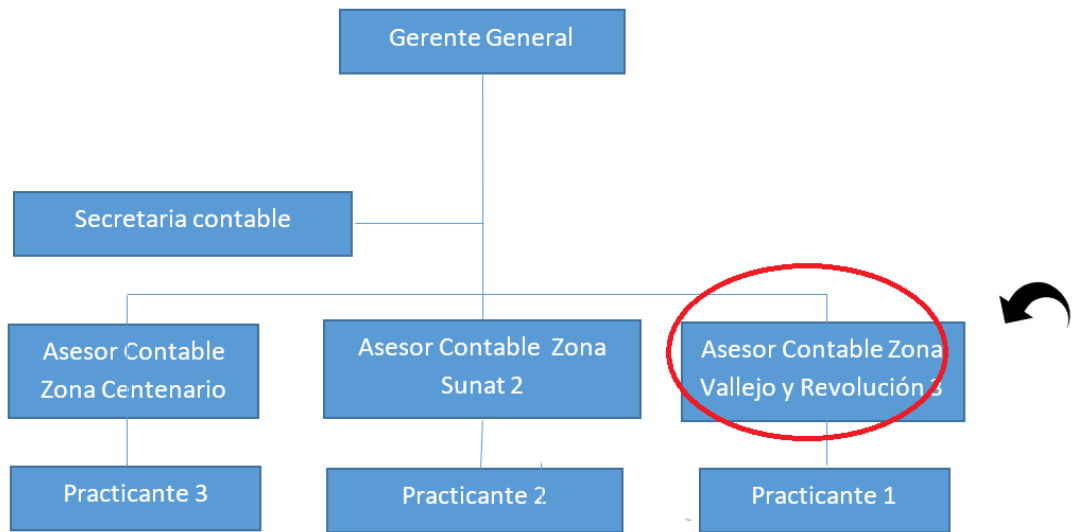 Gerente General
Secretaria contable
Asesor Contable
Zona Centenario
Asesor Contable Zona
Sunat 2
Asesor Contable Zona
Vallejo y Revolución 3
Practicante 3
Practicante 2
Practicante 1